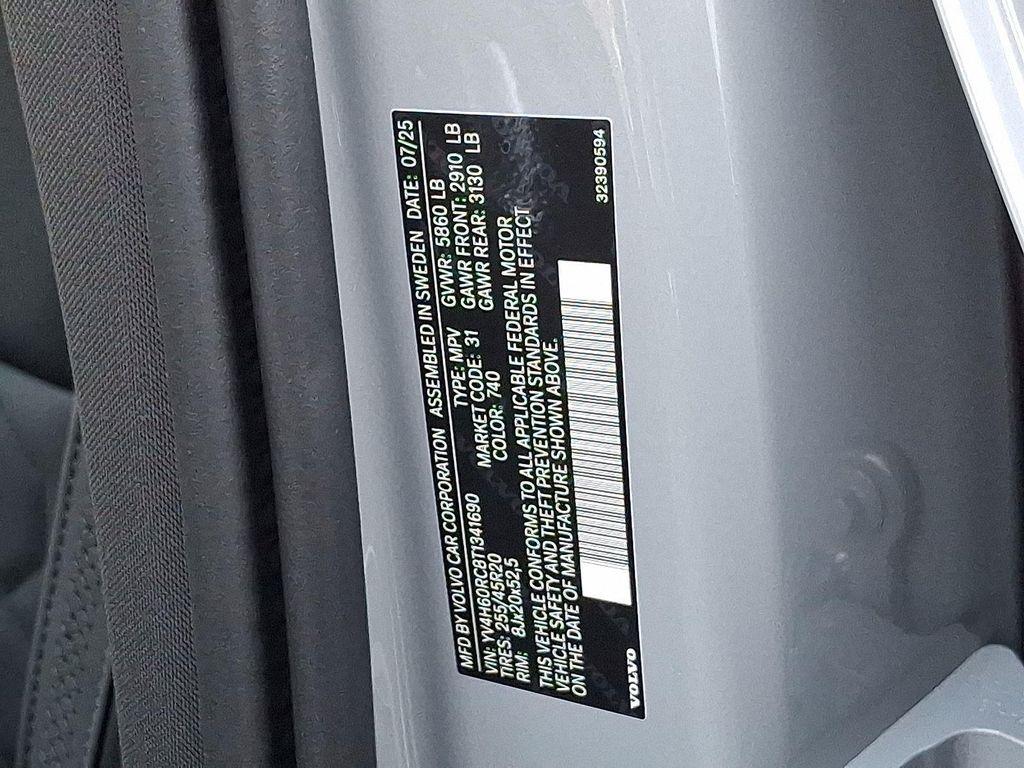 MFD BY VOLVO CAR CORPORATION ASSEMBLED IN SWEDEN DATE: 07/25
VIN: YV4H60RC8T1341690 TYPE: MPV GVWR: 5860 LB
TIRES: 255/45R20 MARKET CODE: 31 GAWR FRONT: 2910 LB
RIM: 8Jx20x52,5 COLOR: 740 GAWR REAR: 3130 LB
THIS VEHICLE CONFORMS TO ALL APPLICABLE FEDERAL MOTOR
VEHICLE SAFETY AND THEFT PREVENTION STANDARDS IN EFFECT
ON THE DATE OF MANUFACTURE SHOWN ABOVE.
VOLVO 32390594